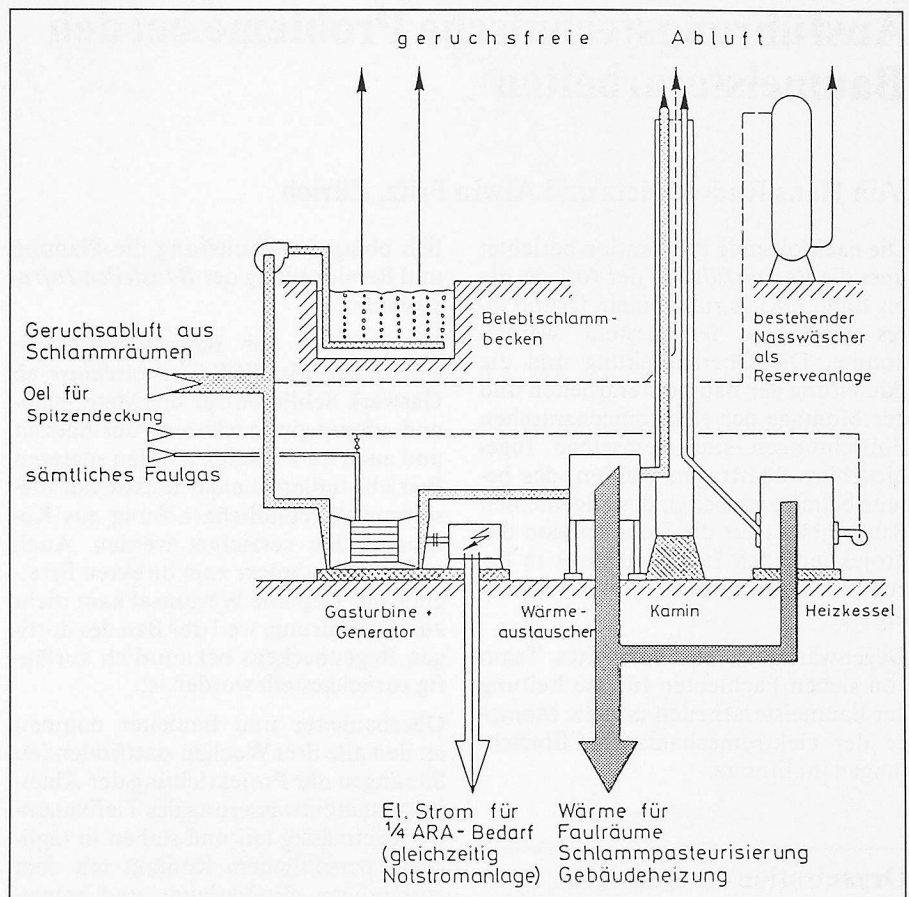 geruchsfreie Abluft
Geruchsabluft aus
Schlammräumen
Oel für
Spitzendeckung
sämtliches Faulgas
Belebtschlamm-
becken
bestehender
Nasswäscher
als
Reserveanlage
Gasturbine +
Generator
Wärme-
austauscher
Kamin
Heizkessel
El. Strom für
1/4 ARA-Bedarf
(gleichzeitig
Notstromanlage)
Wärme für
Faulräume
Schlammpasteurisierung
Gebäudeheizung